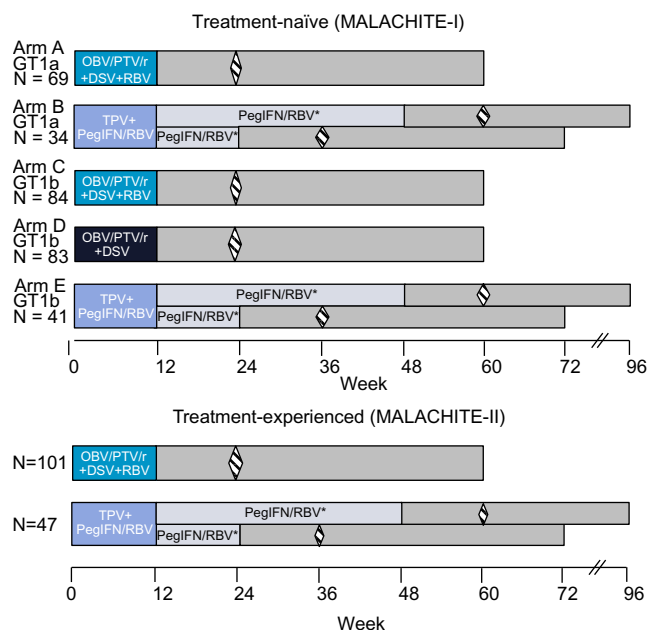 Treatment-naïve (MALACHITE-I)
Arm A
GT1a
N = 69
OBV/PTV/r
+DSV+RBV
Arm B
GT1a
N = 34
TPV+
PegIFN/RBV
PegIFN/RBV*
PegIFN/RBV*
Arm C
GT1b
N = 84
OBV/PTV/r
+DSV+RBV
Arm D
GT1b
N = 83
OBV/PTV/r
+DSV
Arm E
GT1b
N = 41
TPV+
PegIFN/RBV
PegIFN/RBV*
PegIFN/RBV*
0 12 24 36 48 60 72 96
Week
Treatment-experienced (MALACHITE-II)
N=101
OBV/PTV/r
+DSV+RBV
N=47
TPV+
PegIFN/RBV
PegIFN/RBV*
PegIFN/RBV*
0 12 24 36 48 60 72 96
Week